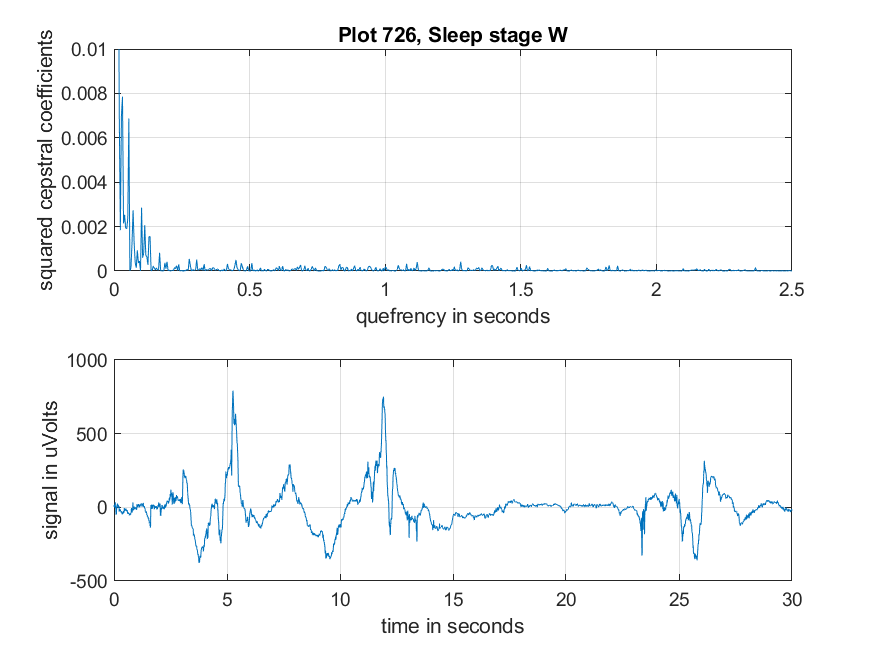 Plot 726, Sleep stage W
squared cepstral coefficients
0.01
0.008
0.006
0.004
0.002
0
0 0.5 1 1.5 2 2.5
quefrency in seconds
signal in uVolts
1000
500
0
-500
0 5 10 15 20 25 30
time in seconds